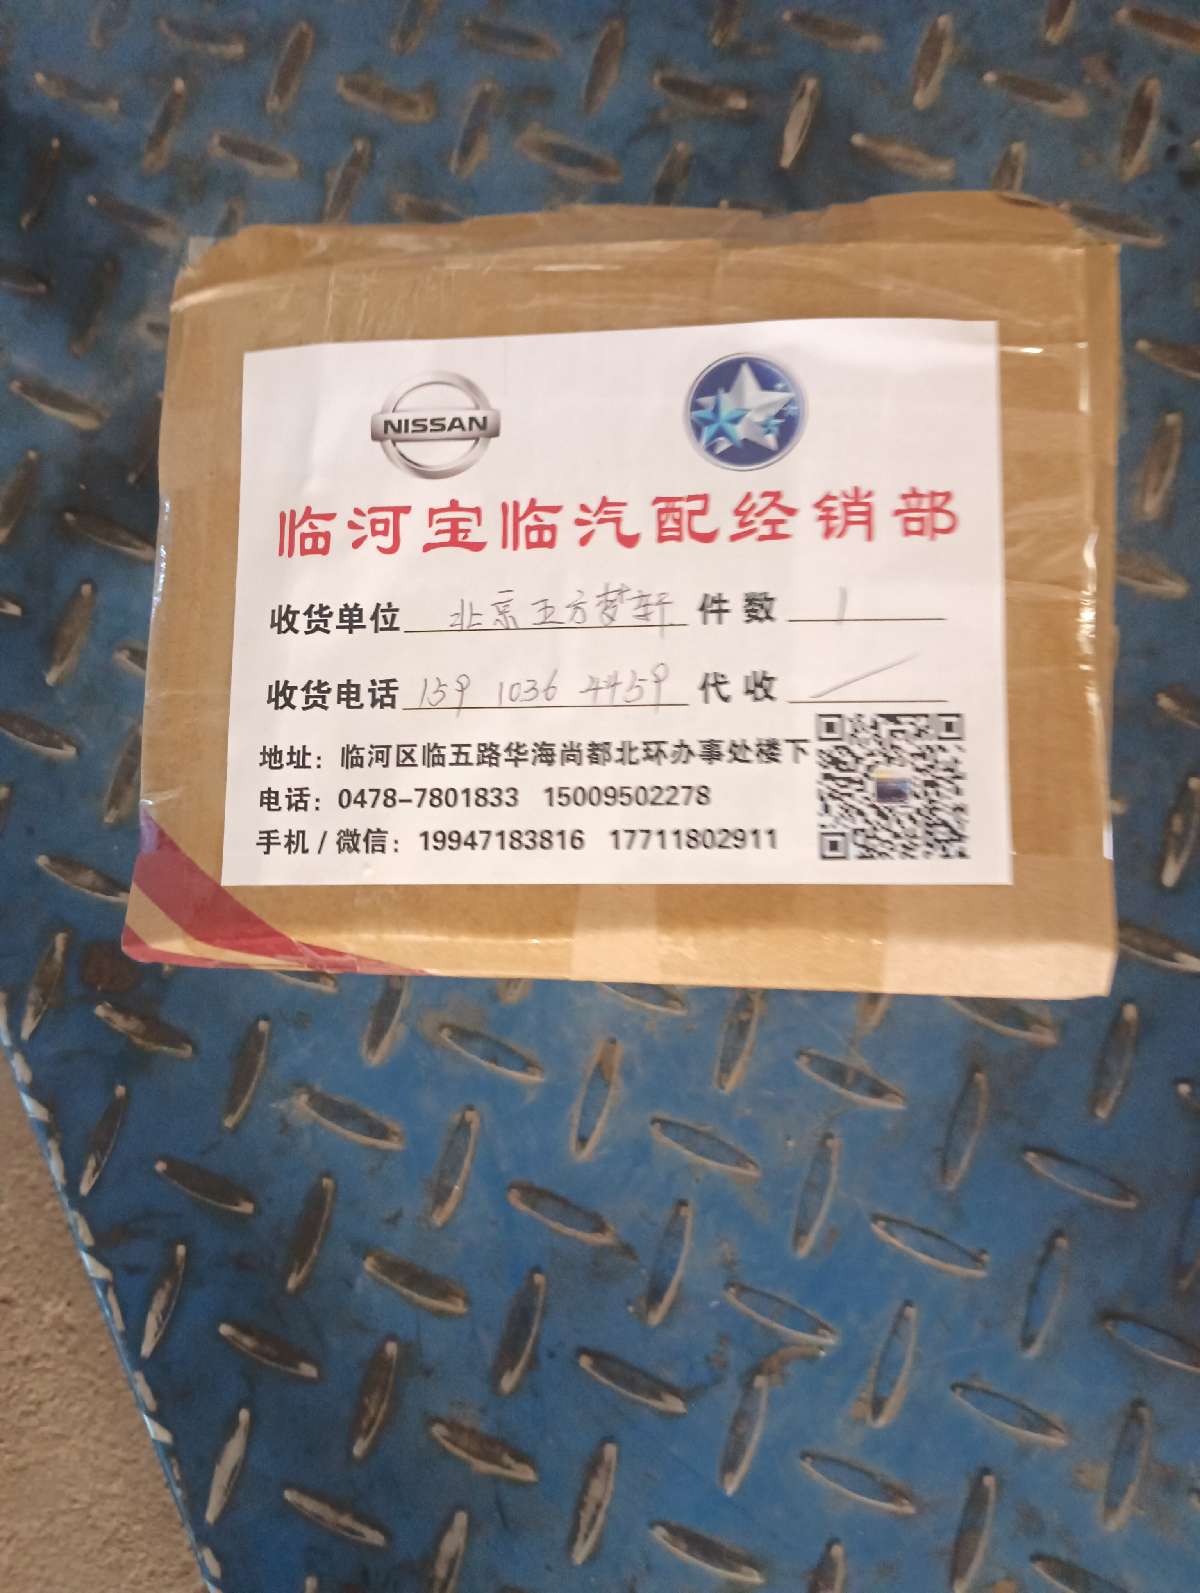 NISSAN
临河宝临汽配经销部
收货单位 北京五方梦轩 件数 1
收货电话 159 1036 4459 代收 /
地址：临河区临五路华海尚都北环办事处楼下
电话：0478-7801833 15009502278
手机/微信：19947183816 17711802911